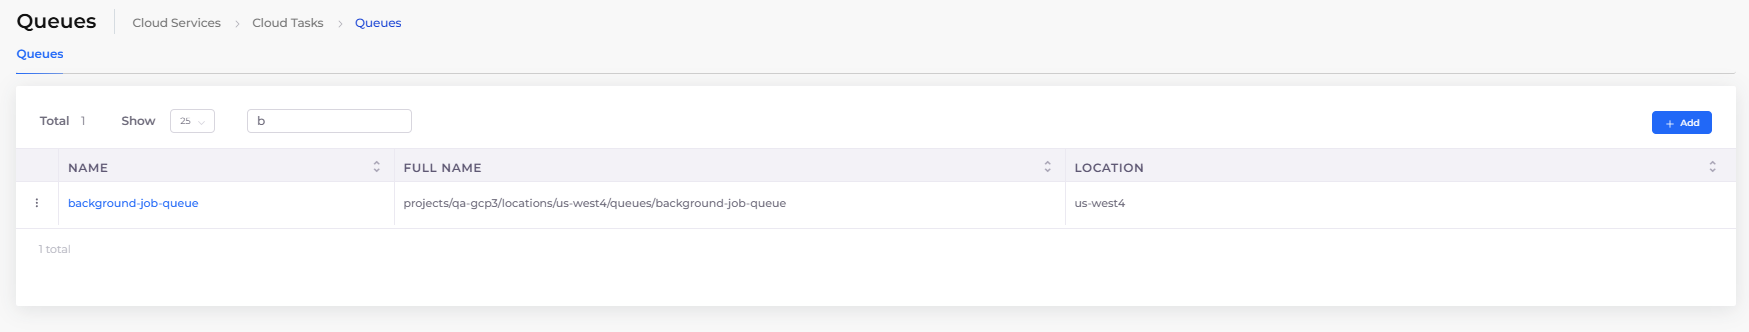 Queues Cloud Services > Cloud Tasks > Queues
Queues
Total 1 Show 25 b + Add
NAME FULL NAME LOCATION
background-job-queue projects/qa-gcp3/locations/us-west4/queues/background-job-queue us-west4
1 total